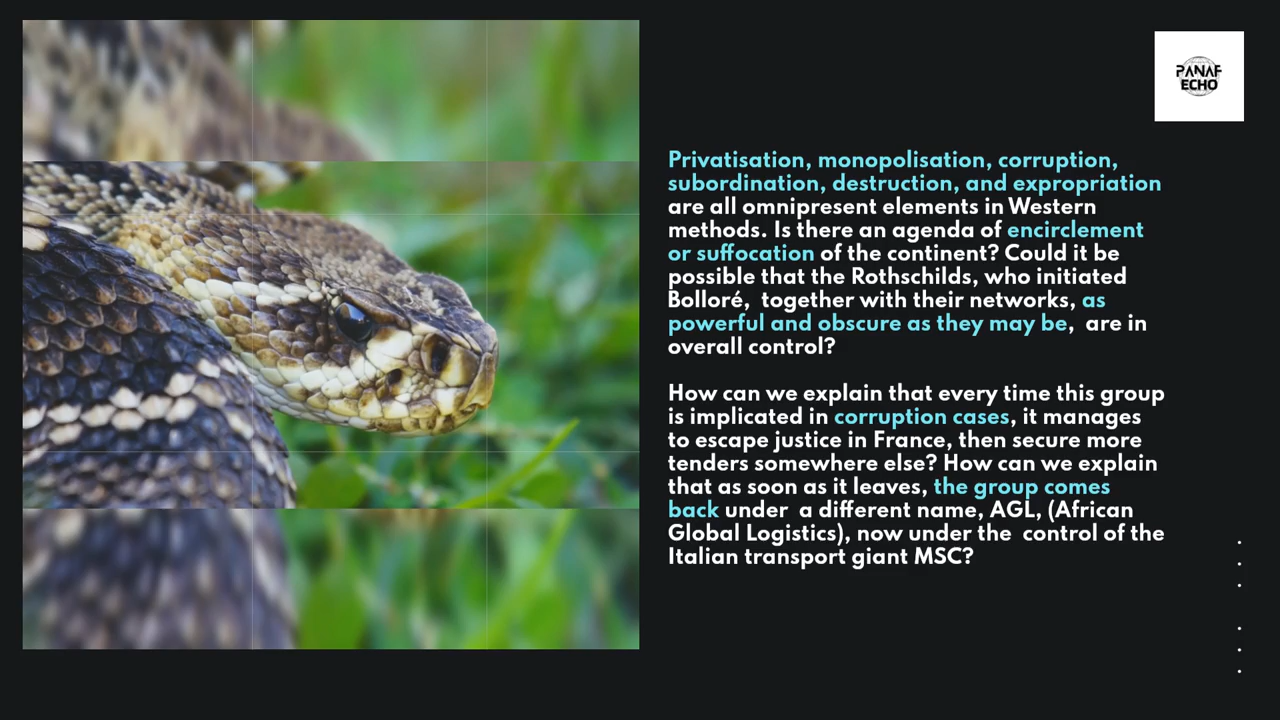 PANAF
ECHO
Privatisation, monopolisation, corruption,
subordination, destruction, and expropriation
are all omnipresent elements in Western
methods. Is there an agenda of encirclement
or suffocation of the continent? Could it be
possible that the Rothschilds, who initiated
Bolloré,  together with their networks, as
powerful and obscure as they may be,  are in
overall control?
How can we explain that every time this group
is implicated in corruption cases, it manages
to escape justice in France, then secure more
tenders somewhere else? How can we explain
that as soon as it leaves, the group comes
back under  a different name, AGL, (African
Global Logistics), now under the  control of the
Italian transport giant MSC?